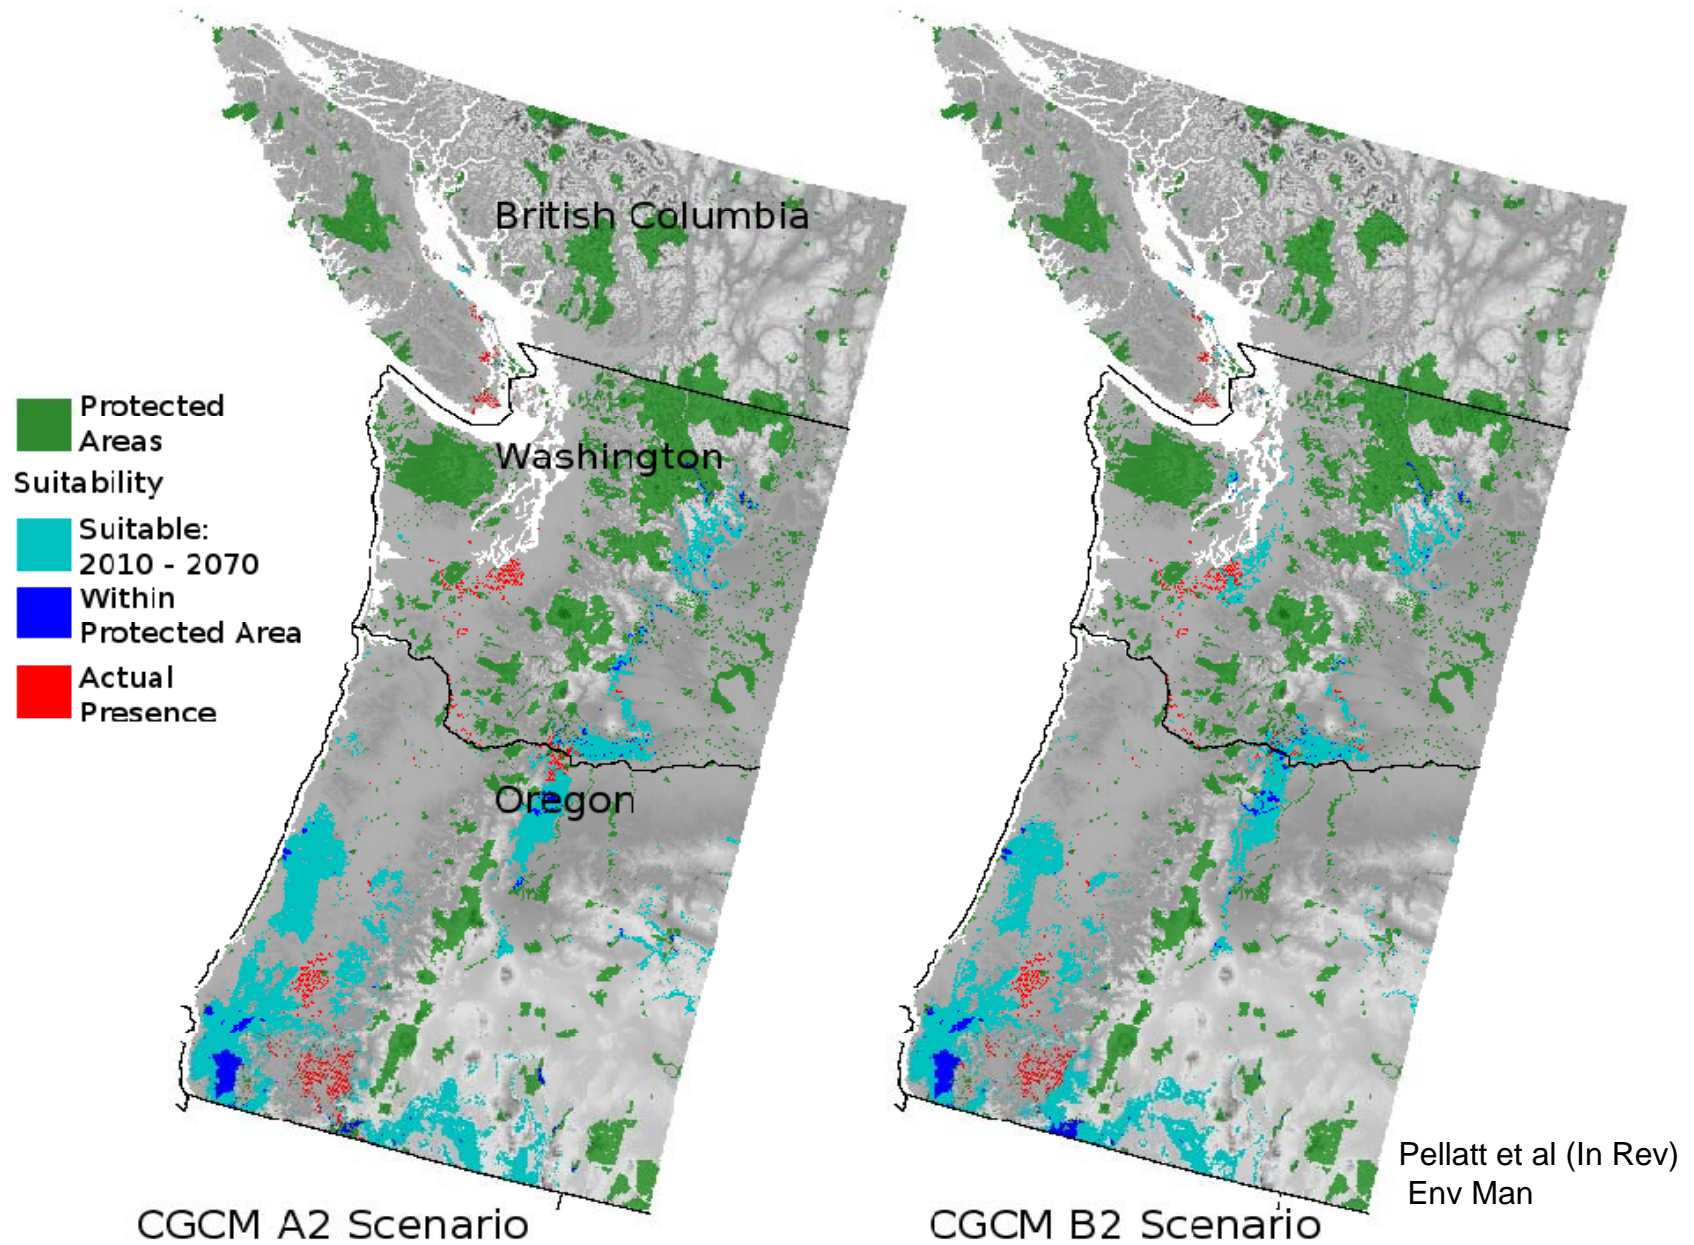 British Columbia
Washington
Oregon
Protected
Areas
Suitability
Suitable:
2010 - 2070
Within
Protected Area
Actual
Presence
CGCM A2 Scenario
CGCM B2 Scenario
Pellatt et al (In Rev)
Env Man